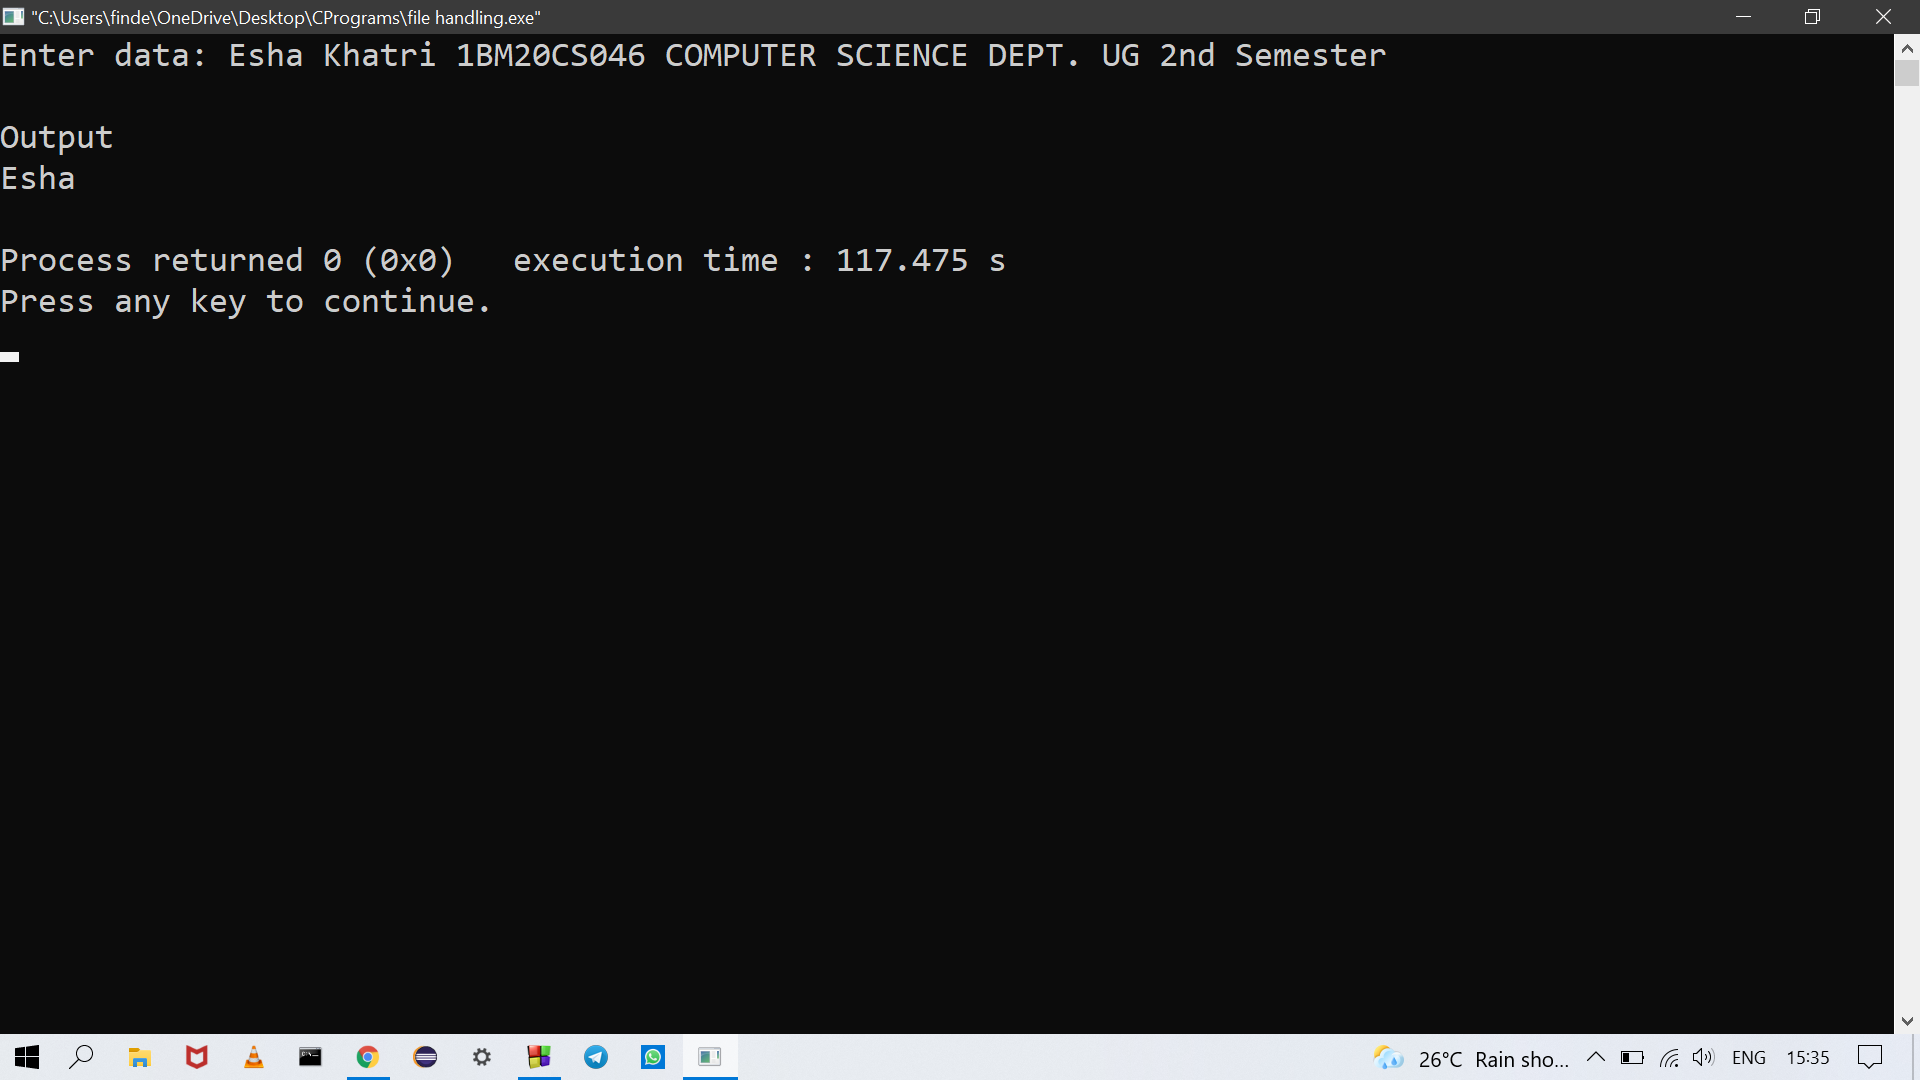 "C:\Users\finde\OneDrive\Desktop\CPrograms\file handling.exe"
Enter data: Esha Khatri 1BM20CS046 COMPUTER SCIENCE DEPT. UG 2nd Semester
Output
Esha
Process returned 0 (0x0)   execution time : 117.475 s
Press any key to continue.
26°C Rain sho... ENG 15:35